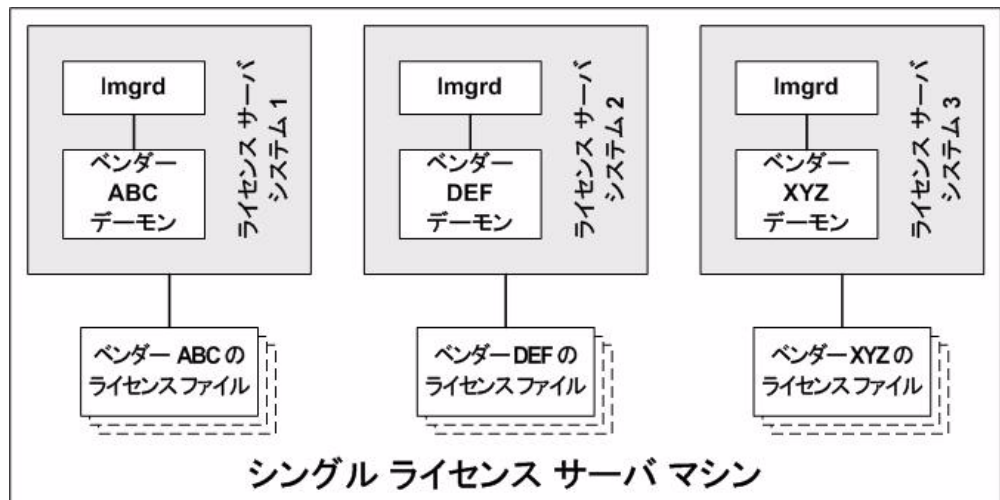 lmgrd
ベンダー
ABC
デーモン
ライセンス サーバ
システム 1
ベンダー ABC の
ライセンス ファイル
lmgrd
ベンダー
DEF
デーモン
ライセンス サーバ
システム 2
ベンダー DEF の
ライセンス ファイル
lmgrd
ベンダー
XYZ
デーモン
ライセンス サーバ
システム 3
ベンダー XYZ の
ライセンス ファイル
シングル ライセンス サーバ マシン